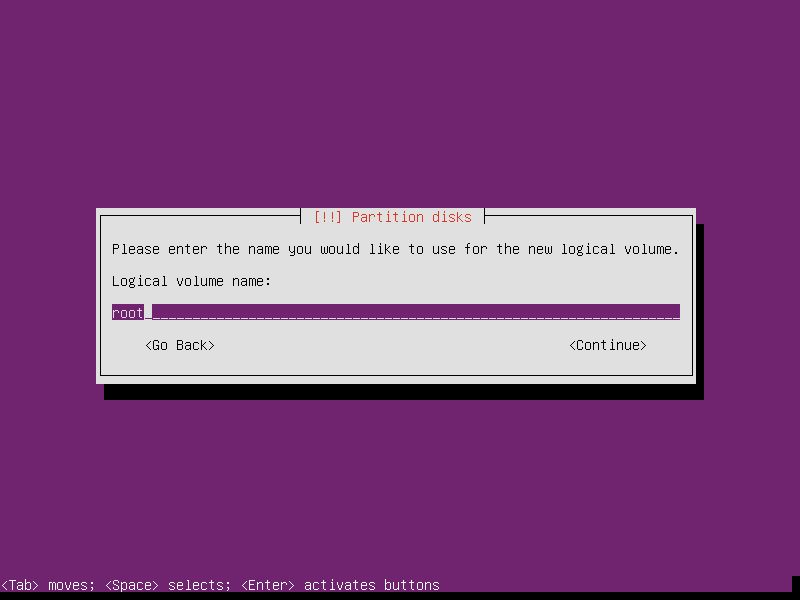 [!!] Partition disks
Please enter the name you would like to use for the new logical volume.
Logical volume name:
root
<Go Back> <Continue>
<Tab> moves; <Space> selects; <Enter> activates buttons